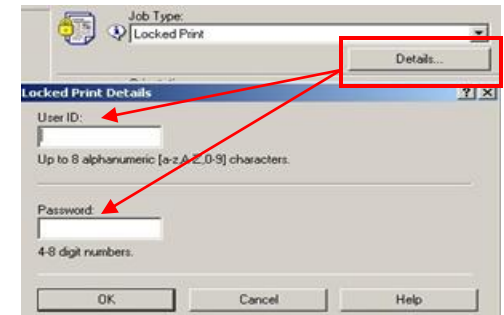 Job Type:
Locked Print
Details...
Locked Print Details
User ID:
Up to 8 alphanumeric [a-z,A-Z,0-9] characters.
Password:
4-8 digit numbers.
OK Cancel Help